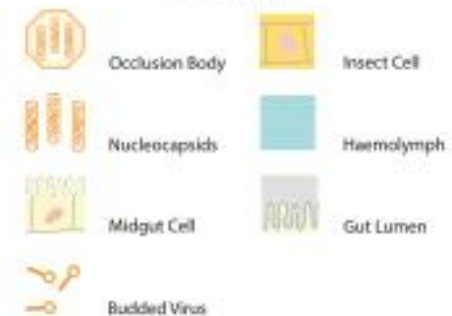 Occlusion Body
Insect Cell
Nucleocapsids
Haemolymph
Midgut Cell
Gut Lumen
Budded Virus